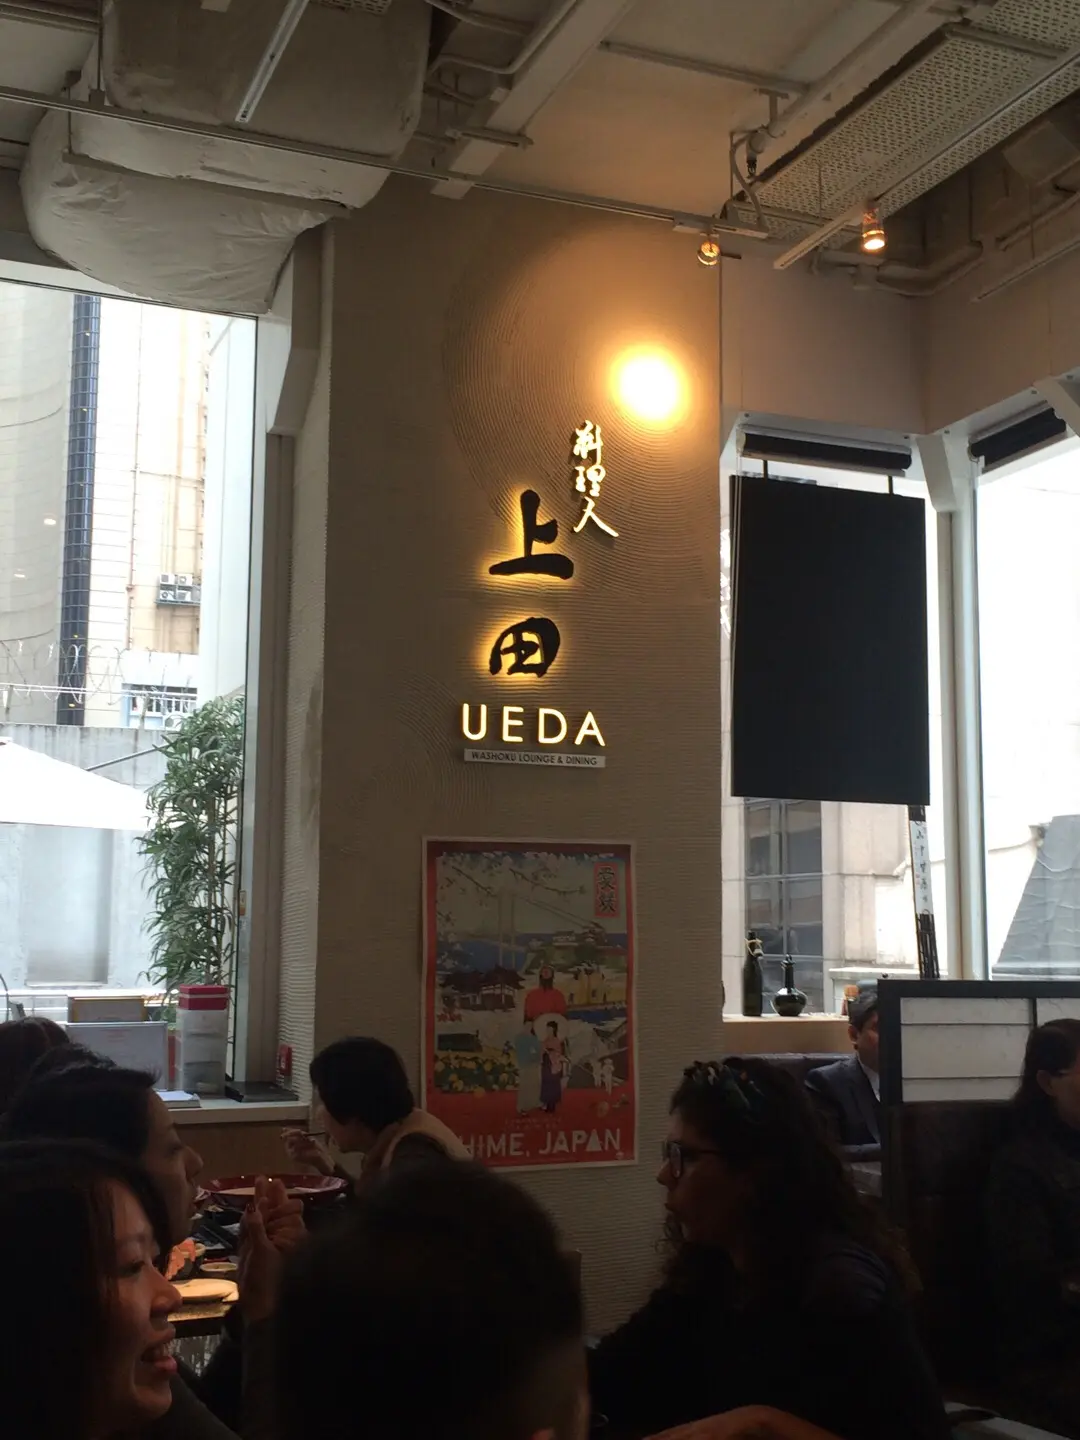 料理人
上田
UEDA
WASHOKU LOUNGE & DINING
愛媛
HIME, JAPAN